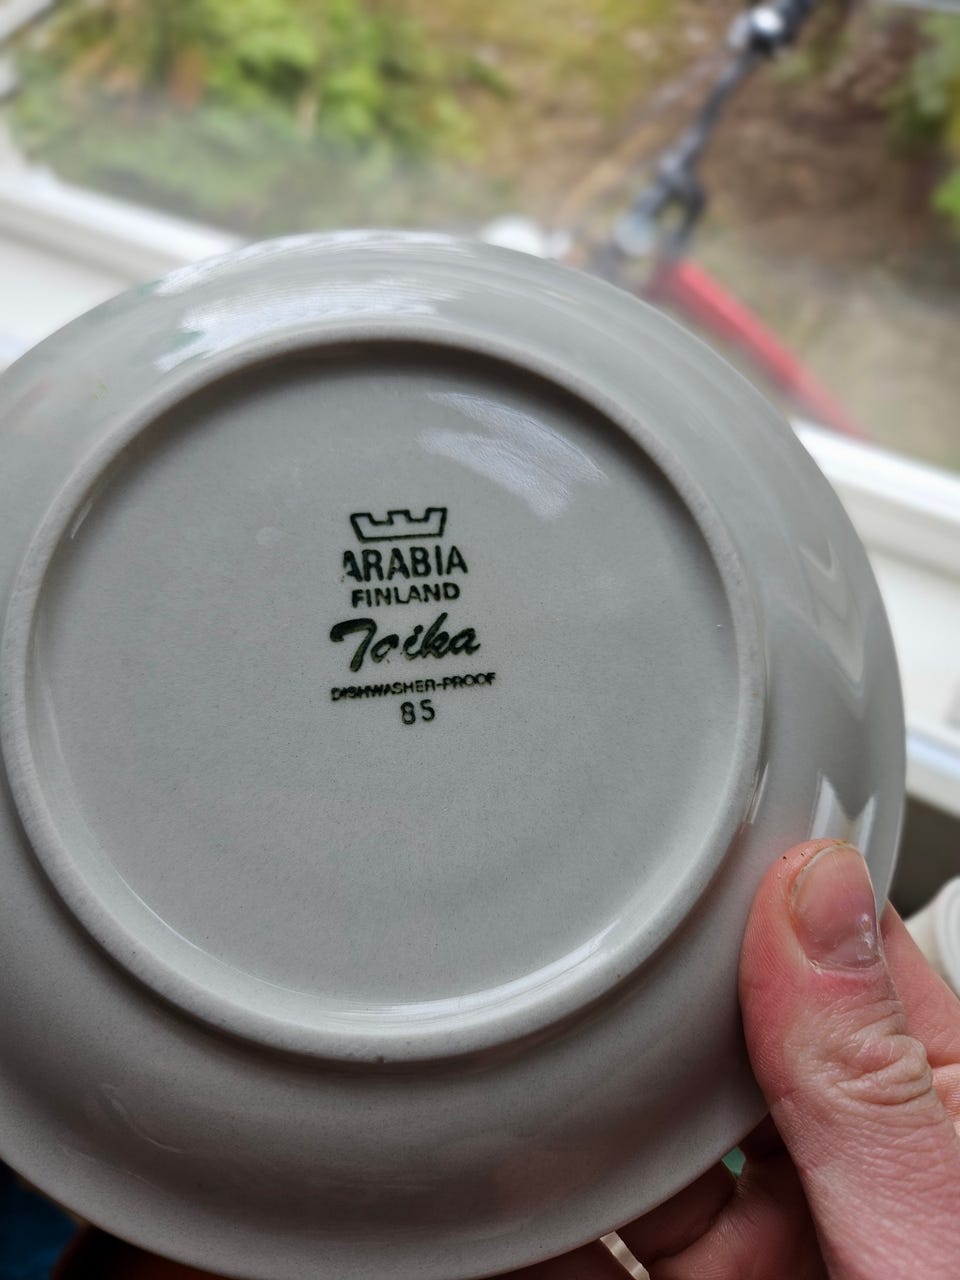 ARABIA
FINLAND
Toika
DISHWASHER-PROOF
85